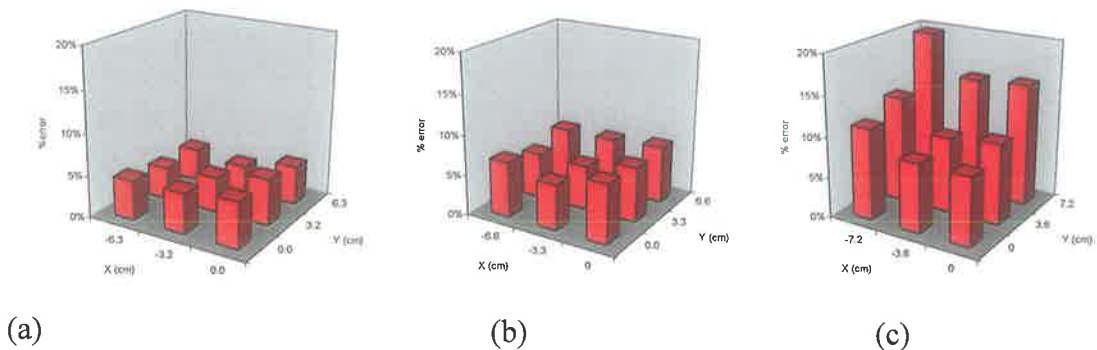 20%
15%
10%
5%
0%
% error
-6.3
-3.2
0.0
X (cm)
0.0
3.2
6.3
Y (cm)
20%
15%
10%
5%
0%
% error
-6.6
-3.3
0
X (cm)
0.0
3.3
6.6
Y (cm)
20%
15%
10%
5%
0%
% error
-7.2
-3.6
0
X (cm)
0
3.6
7.2
Y (cm)
(a)
(b)
(c)